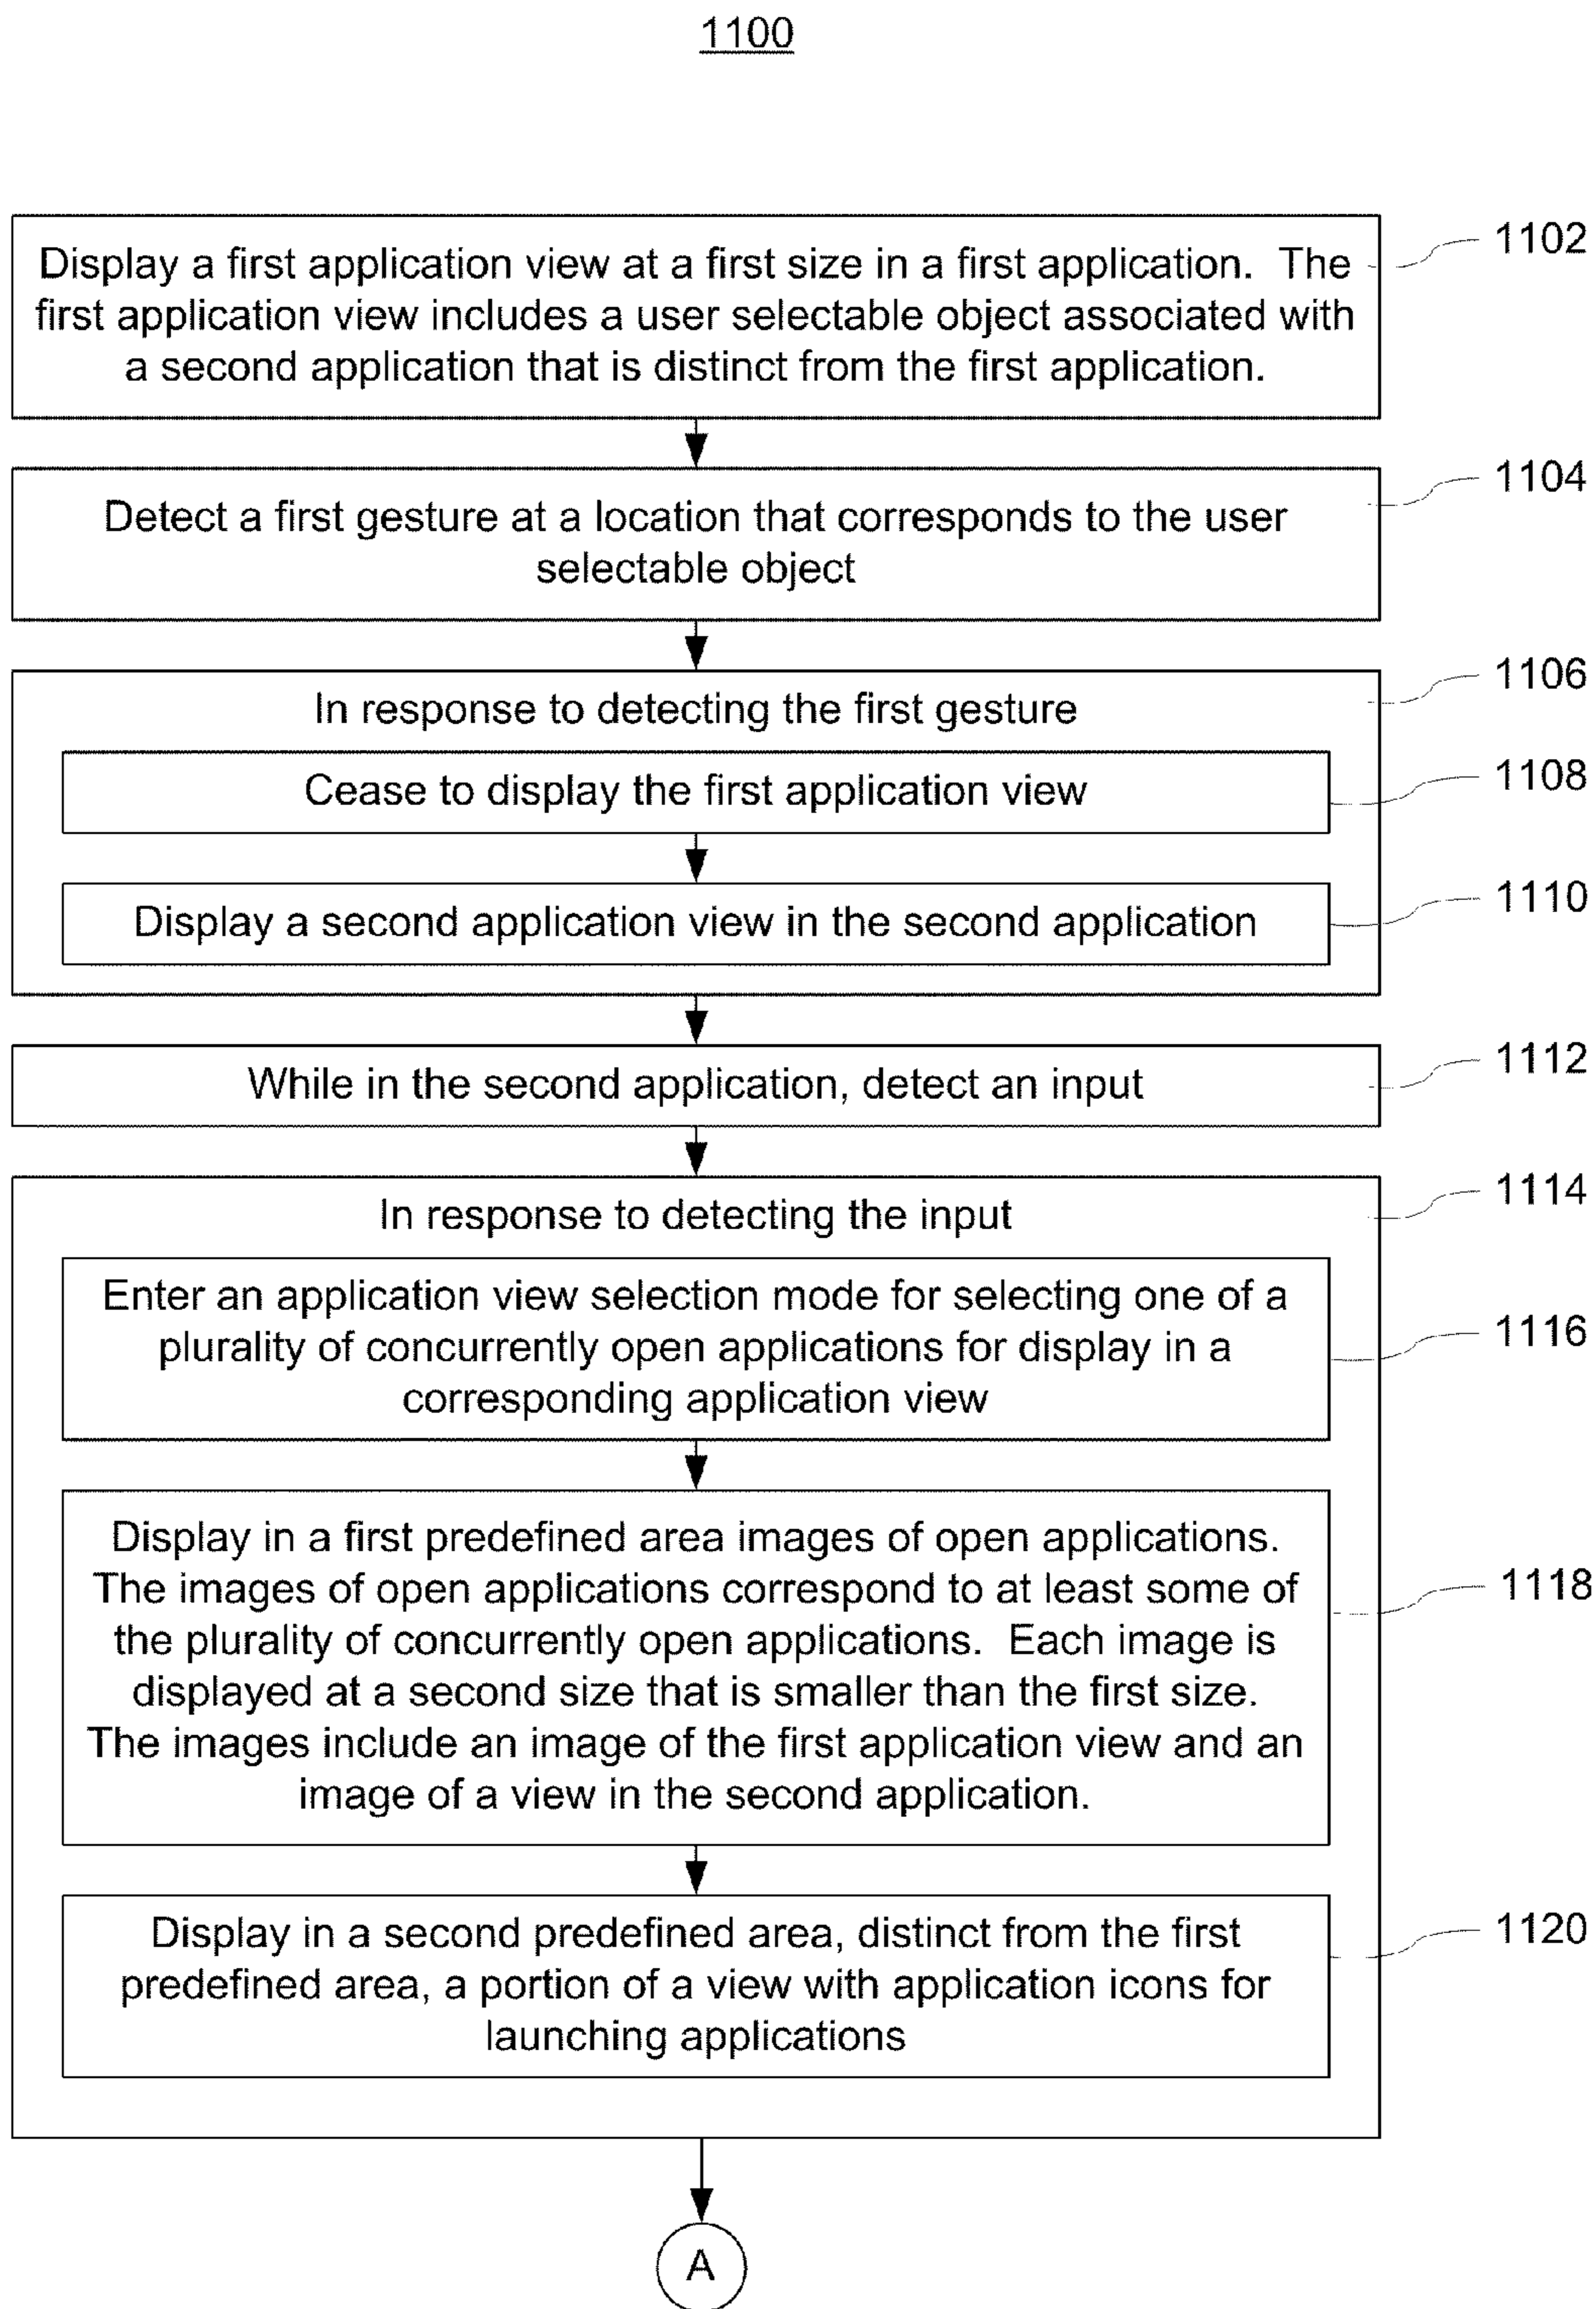 1100
Display a first application view at a first size in a first application. The
first application view includes a user selectable object associated with
a second application that is distinct from the first application.
1102
Detect a first gesture at a location that corresponds to the user
selectable object
1104
In response to detecting the first gesture
1106
Cease to display the first application view
1108
Display a second application view in the second application
1110
While in the second application, detect an input
1112
In response to detecting the input
1114
Enter an application view selection mode for selecting one of a
plurality of concurrently open applications for display in a
corresponding application view
1116
Display in a first predefined area images of open applications.
The images of open applications correspond to at least some of
the plurality of concurrently open applications. Each image is
displayed at a second size that is smaller than the first size.
The images include an image of the first application view and an
image of a view in the second application.
1118
Display in a second predefined area, distinct from the first
predefined area, a portion of a view with application icons for
launching applications
1120
A